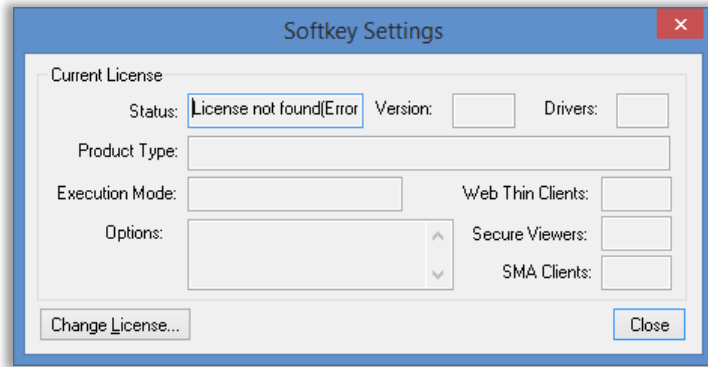 Softkey Settings
Current License
Status: License not found(Error Version: Drivers:
Product Type:
Execution Mode: Web Thin Clients:
Options: Secure Viewers:
SMA Clients:
Change License... Close